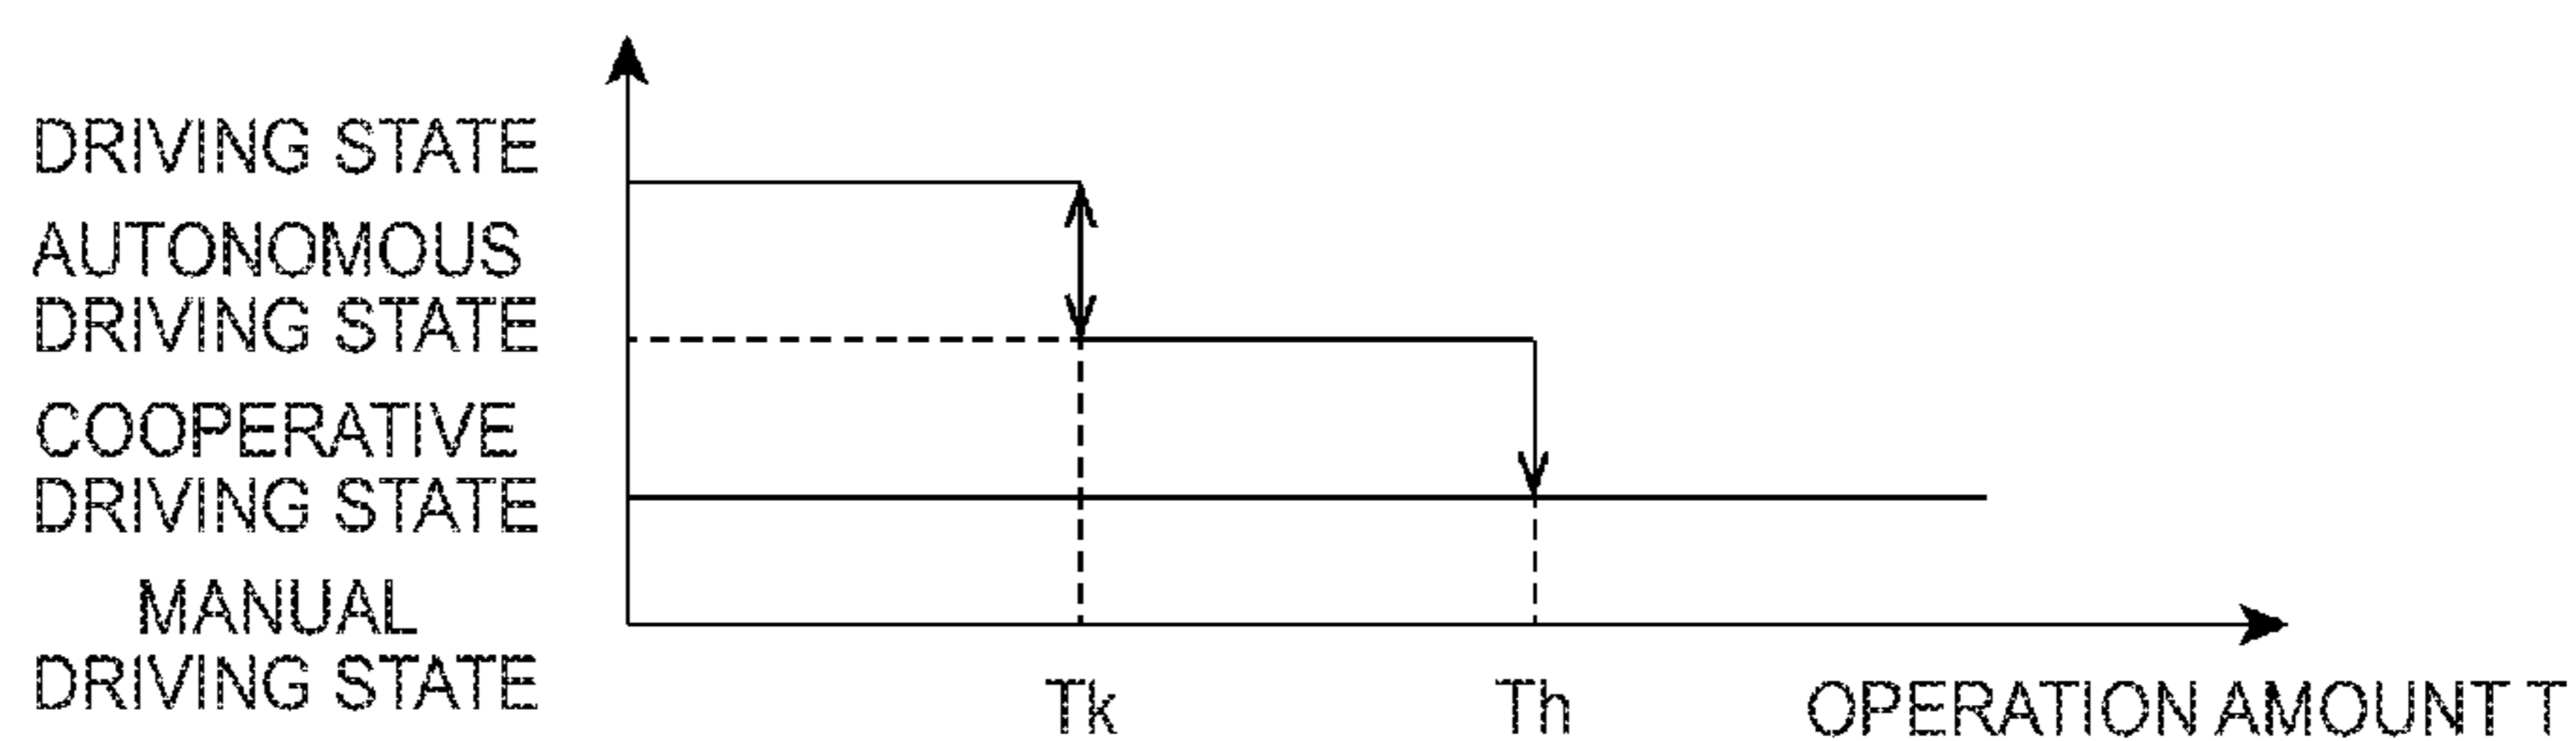 DRIVING STATE
AUTONOMOUS
DRIVING STATE
COOPERATIVE
DRIVING STATE
MANUAL
DRIVING STATE
Tk
Th
OPERATION AMOUNT T